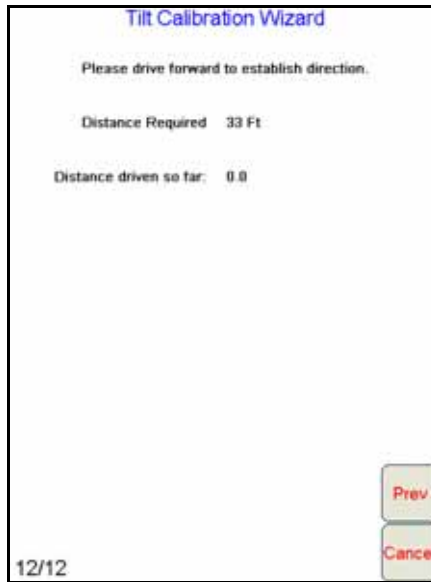 Tilt Calibration Wizard
Please drive forward to establish direction.
Distance Required 33 Ft
Distance driven so far: 0.0
Prev
Cance
12/12